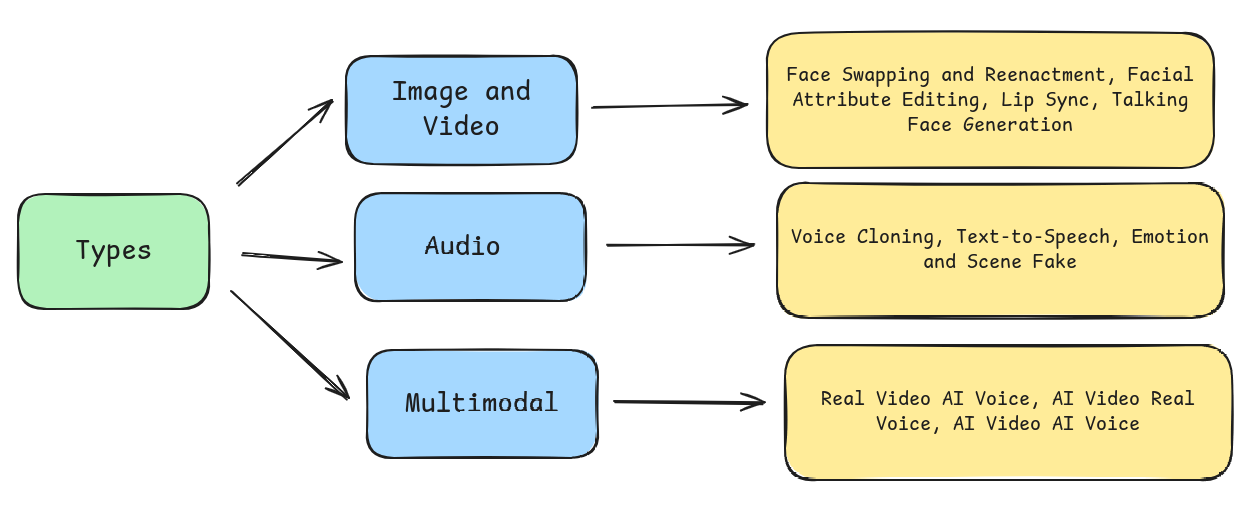 Types
Image and
Video
Face Swapping and Reenactment, Facial
Attribute Editing, Lip Sync, Talking
Face Generation
Audio
Voice Cloning, Text-to-Speech, Emotion
and Scene Fake
Multimodal
Real Video AI Voice, AI Video Real
Voice, AI Video AI Voice